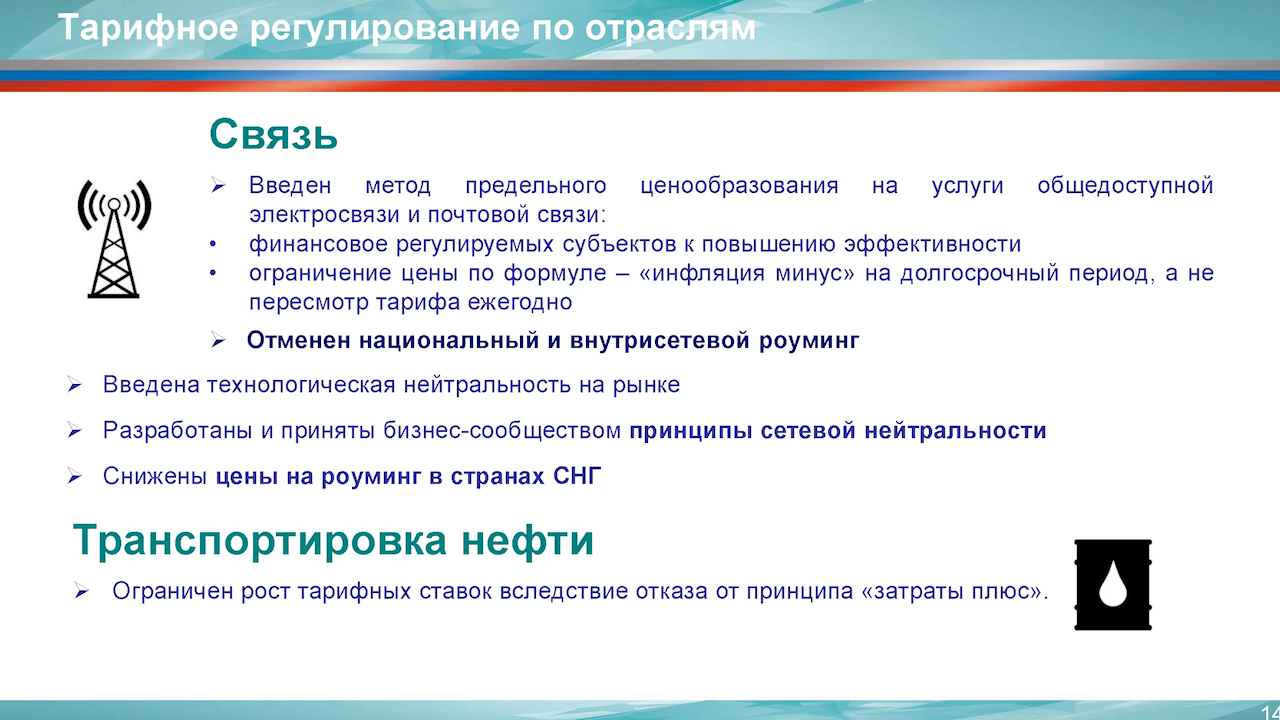 Тарифное регулирование по отраслям
Связь
➢ Введен метод предельного ценообразования на услуги общедоступной
электросвязи и почтовой связи:
• финансовое регулируемых субъектов к повышению эффективности
• ограничение цены по формуле – «инфляция минус» на долгосрочный период, а не
пересмотр тарифа ежегодно
➢ Отменен национальный и внутрисетевой роуминг
➢ Введена технологическая нейтральность на рынке
➢ Разработаны и приняты бизнес-сообществом принципы сетевой нейтральности
➢ Снижены цены на роуминг в странах СНГ
Транспортировка нефти
➢ Ограничен рост тарифных ставок вследствие отказа от принципа «затраты плюс».
14